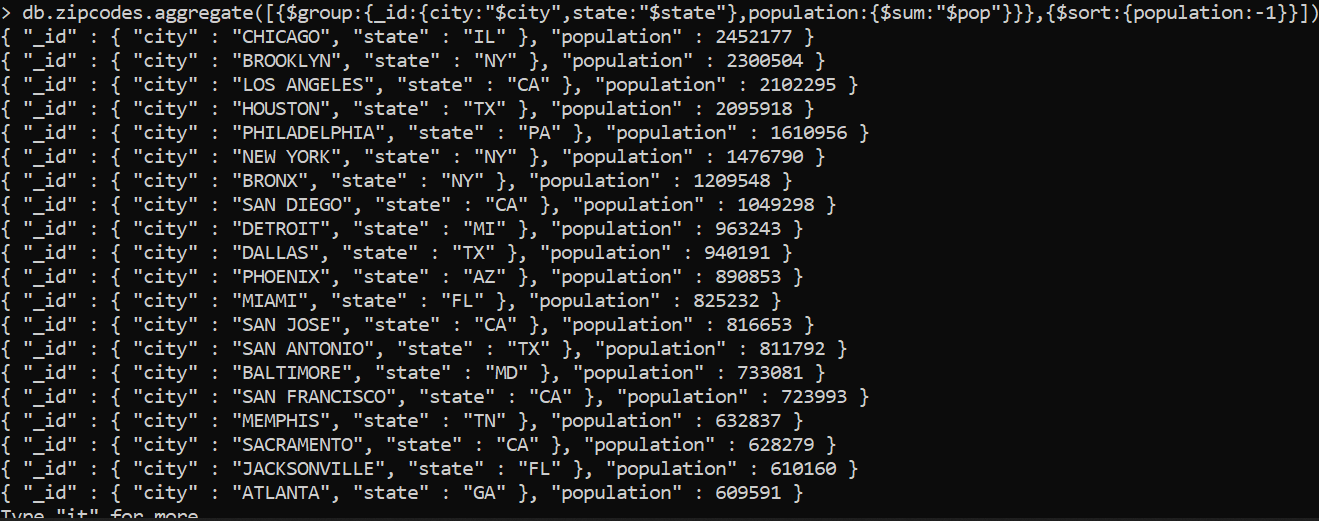 > db.zipcodes.aggregate([{$group:{_id:{city:"$city",state:"$state"},population:{$sum:"$pop"}}},{$sort:{population:-1}}])
{ "_id" : { "city" : "CHICAGO", "state" : "IL" }, "population" : 2452177 }
{ "_id" : { "city" : "BROOKLYN", "state" : "NY" }, "population" : 2300504 }
{ "_id" : { "city" : "LOS ANGELES", "state" : "CA" }, "population" : 2102295 }
{ "_id" : { "city" : "HOUSTON", "state" : "TX" }, "population" : 2095918 }
{ "_id" : { "city" : "PHILADELPHIA", "state" : "PA" }, "population" : 1610956 }
{ "_id" : { "city" : "NEW YORK", "state" : "NY" }, "population" : 1476790 }
{ "_id" : { "city" : "BRONX", "state" : "NY" }, "population" : 1209548 }
{ "_id" : { "city" : "SAN DIEGO", "state" : "CA" }, "population" : 1049298 }
{ "_id" : { "city" : "DETROIT", "state" : "MI" }, "population" : 963243 }
{ "_id" : { "city" : "DALLAS", "state" : "TX" }, "population" : 940191 }
{ "_id" : { "city" : "PHOENIX", "state" : "AZ" }, "population" : 890853 }
{ "_id" : { "city" : "MIAMI", "state" : "FL" }, "population" : 825232 }
{ "_id" : { "city" : "SAN JOSE", "state" : "CA" }, "population" : 816653 }
{ "_id" : { "city" : "SAN ANTONIO", "state" : "TX" }, "population" : 811792 }
{ "_id" : { "city" : "BALTIMORE", "state" : "MD" }, "population" : 733081 }
{ "_id" : { "city" : "SAN FRANCISCO", "state" : "CA" }, "population" : 723993 }
{ "_id" : { "city" : "MEMPHIS", "state" : "TN" }, "population" : 632837 }
{ "_id" : { "city" : "SACRAMENTO", "state" : "CA" }, "population" : 628279 }
{ "_id" : { "city" : "JACKSONVILLE", "state" : "FL" }, "population" : 610160 }
{ "_id" : { "city" : "ATLANTA", "state" : "GA" }, "population" : 609591 }
Type "it" for more